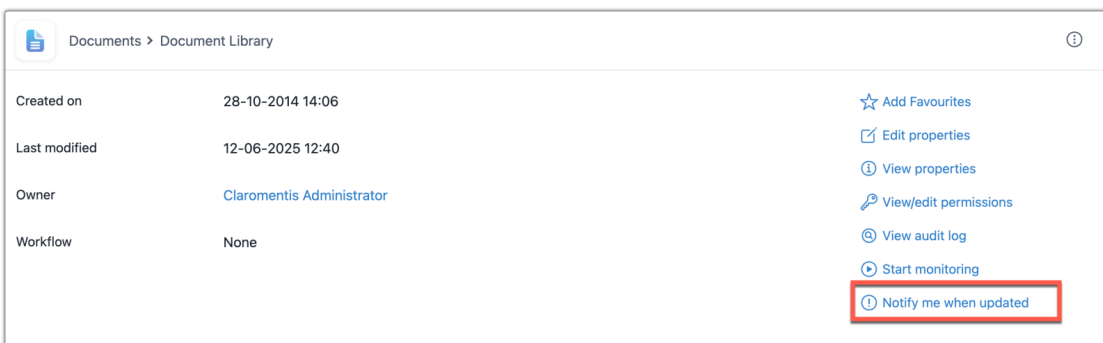 Documents > Document Library
Created on 28-10-2014 14:06
Last modified 12-06-2025 12:40
Owner Claromentis Administrator
Workflow None
Add Favourites
Edit properties
View properties
View/edit permissions
View audit log
Start monitoring
Notify me when updated